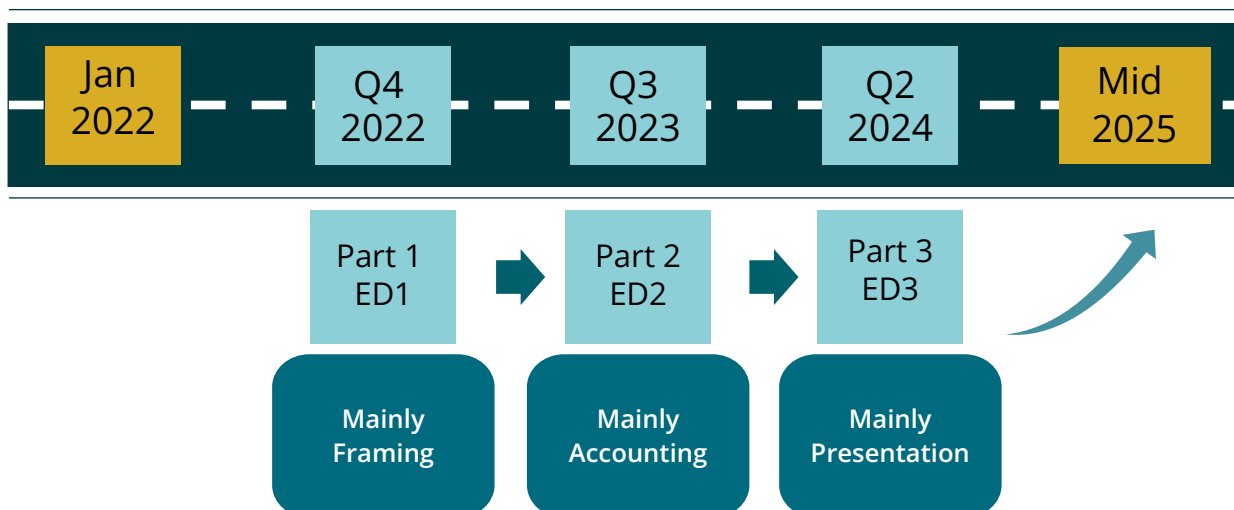 Jan
2022
Q4
2022
Q3
2023
Q2
2024
Mid
2025
Part 1
ED1
Part 2
ED2
Part 3
ED3
Mainly
Framing
Mainly
Accounting
Mainly
Presentation